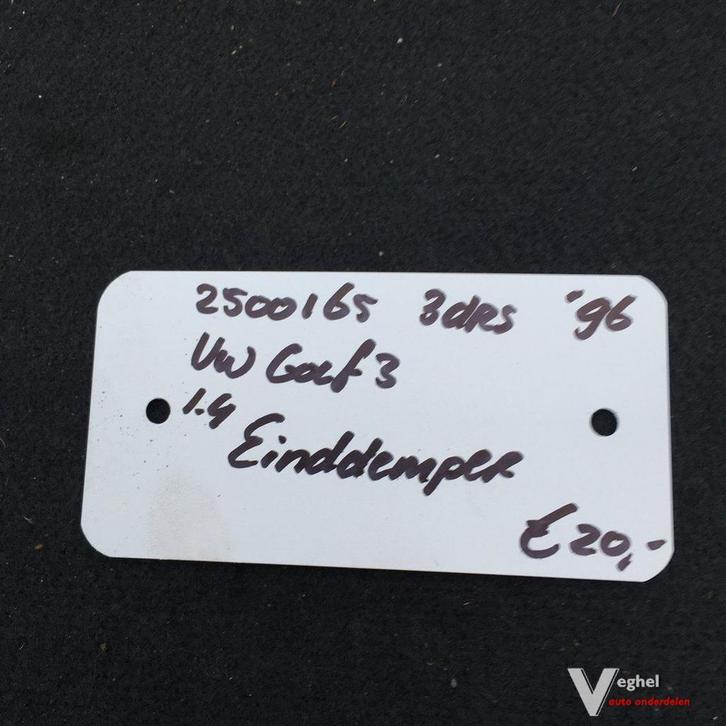 2500165 3dRS '96
VW Golf 3
1.4
Einddemper
€20,-
Veghel
auto onderdelen